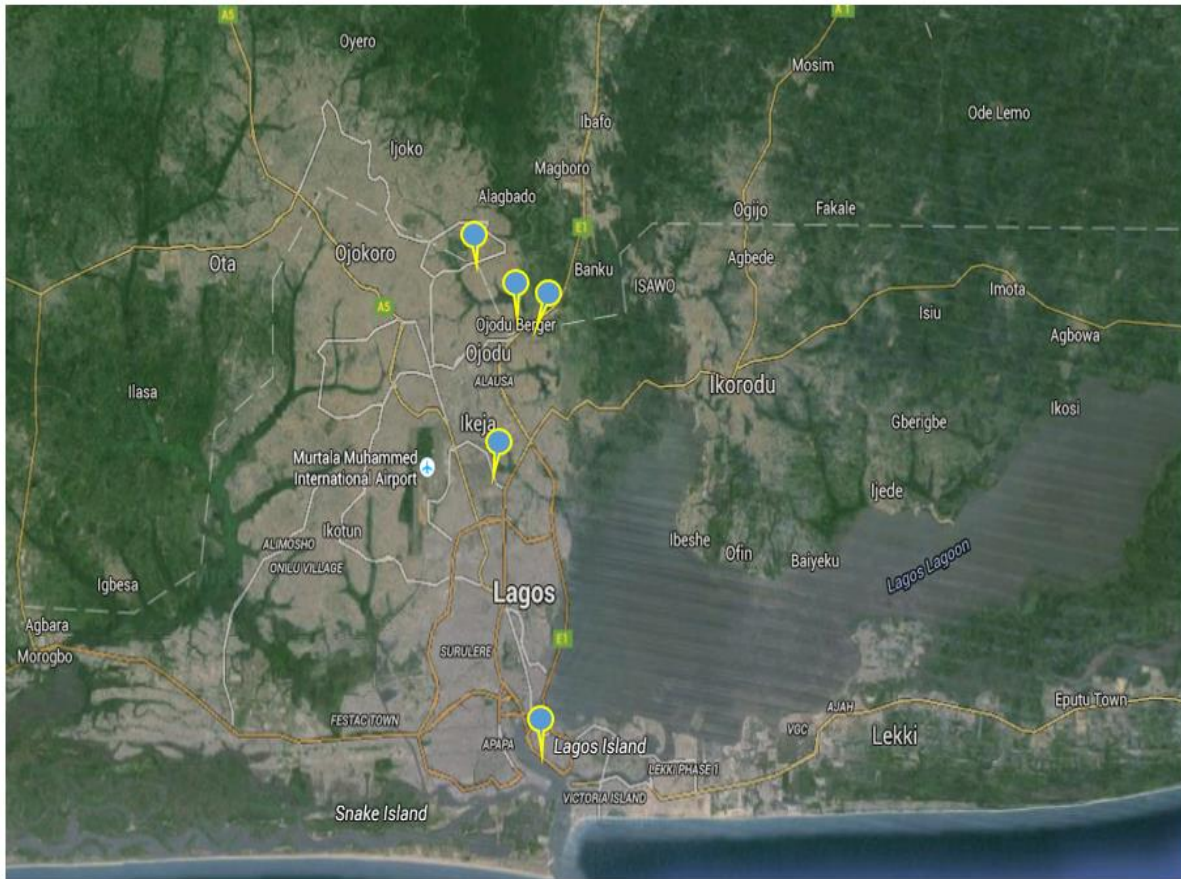 A5
A 1
Oyero
Mosim
Ode Lemo
Ibafo
Ijoko
Magboro
Alagbado
Ogijo
Fakale
E1
Ojokoro
Ota
Banku
Agbede
ISAWO
Imota
A5
Isiu
Ojodu Berger
Agbowa
Ojodu
ALAUSA
Ikorodu
Ilasa
Ikosi
Gberigbe
Ikeja
Murtala Muhammed
International Airport
Ijede
Ikotun
Ibeshe
ALIMOSHO
Ofin
Baiyeku
ONILU VILLAGE
Lagos Lagoon
Igbesa
Lagos
Agbara
E1
Morogbo
SURULERE
Eputu Town
AJAH
FESTAC TOWN
VGC
Lekki
APAPA
Lagos Island
LEKKI PHASE 1
VICTORIA ISLAND
Snake Island